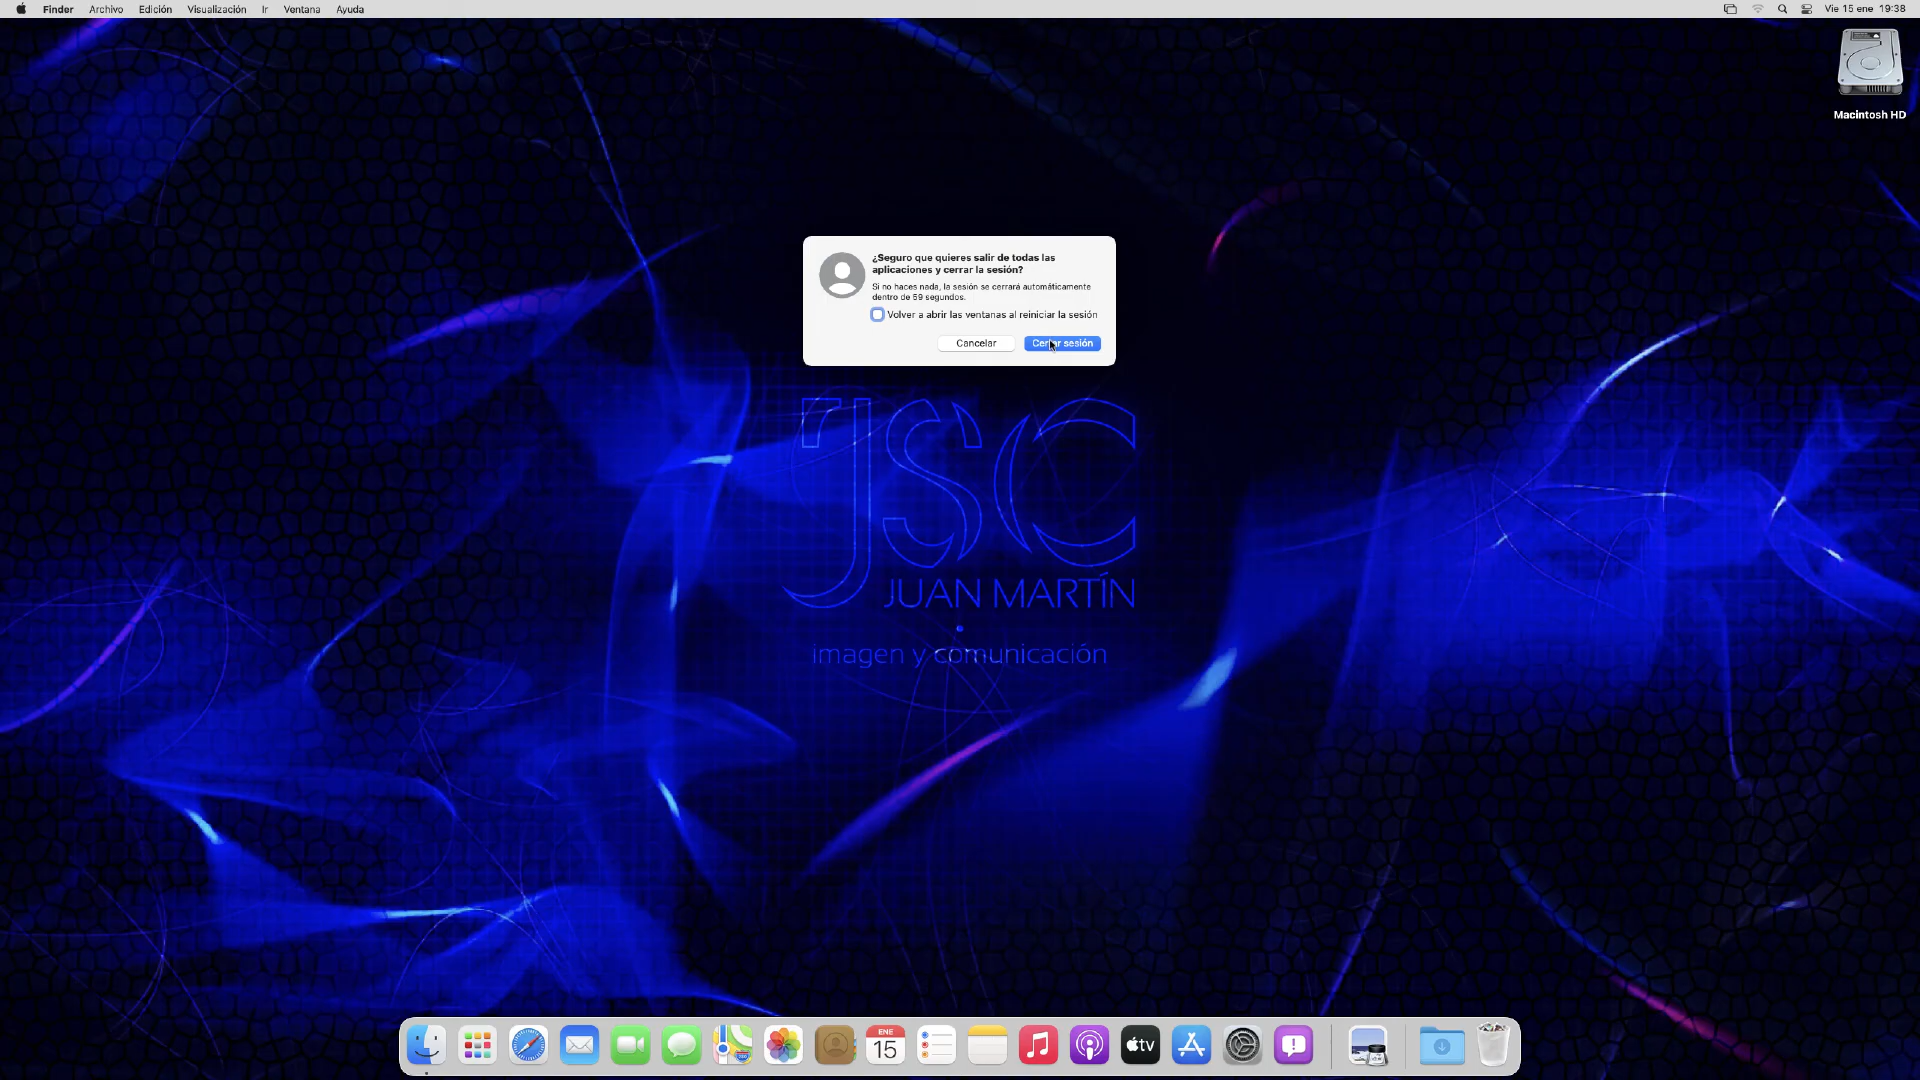 Finder Archivo Edición Visualización Ir Ventana Ayuda
Vie 15 ene 19:38
Macintosh HD
¿Seguro que quieres salir de todas las
aplicaciones y cerrar la sesión?
Si no haces nada, la sesión se cerrará automáticamente
dentro de 59 segundos.
Volver a abrir las ventanas al reiniciar la sesión
Cancelar Cerrar sesión
JSC
JUAN MARTÍN
imagen y comunicación
ENE
15
tv